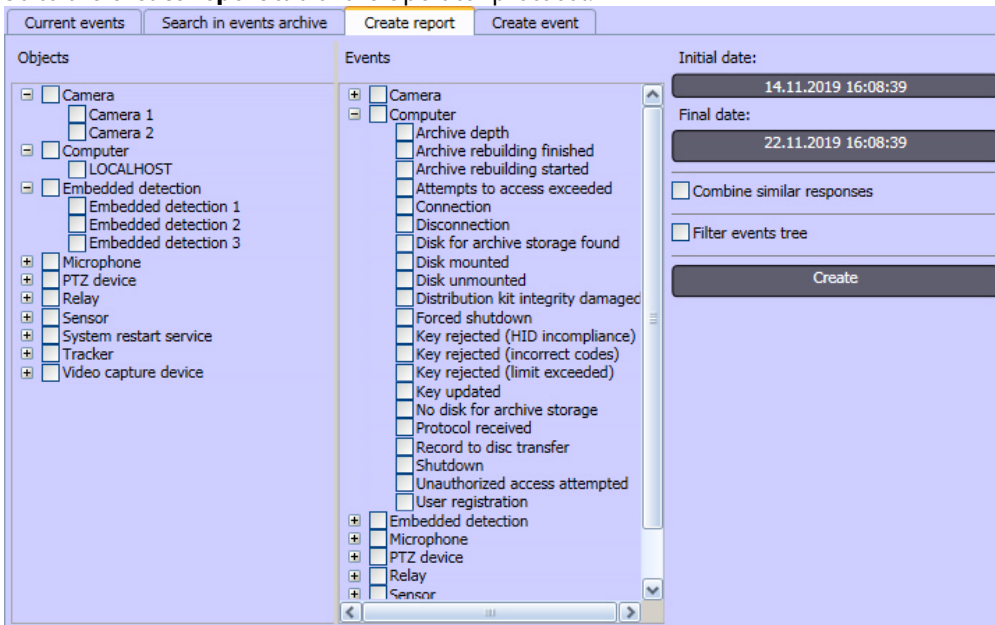 Current events
Search in events archive
Create report
Create event
Objects
Camera
Camera 1
Camera 2
Computer
LOCALHOST
Embedded detection
Embedded detection 1
Embedded detection 2
Embedded detection 3
Microphone
PTZ device
Relay
Sensor
System restart service
Tracker
Video capture device
Events
Camera
Computer
Archive depth
Archive rebuilding finished
Archive rebuilding started
Attempts to access exceeded
Connection
Disconnection
Disk for archive storage found
Disk mounted
Disk unmounted
Distribution kit integrity damaged
Forced shutdown
Key rejected (HID incompliance)
Key rejected (incorrect codes)
Key rejected (limit exceeded)
Key updated
No disk for archive storage
Protocol received
Record to disc transfer
Shutdown
Unauthorized access attempted
User registration
Embedded detection
Microphone
PTZ device
Relay
Sensor
Initial date:
14.11.2019 16:08:39
Final date:
22.11.2019 16:08:39
Combine similar responses
Filter events tree
Create